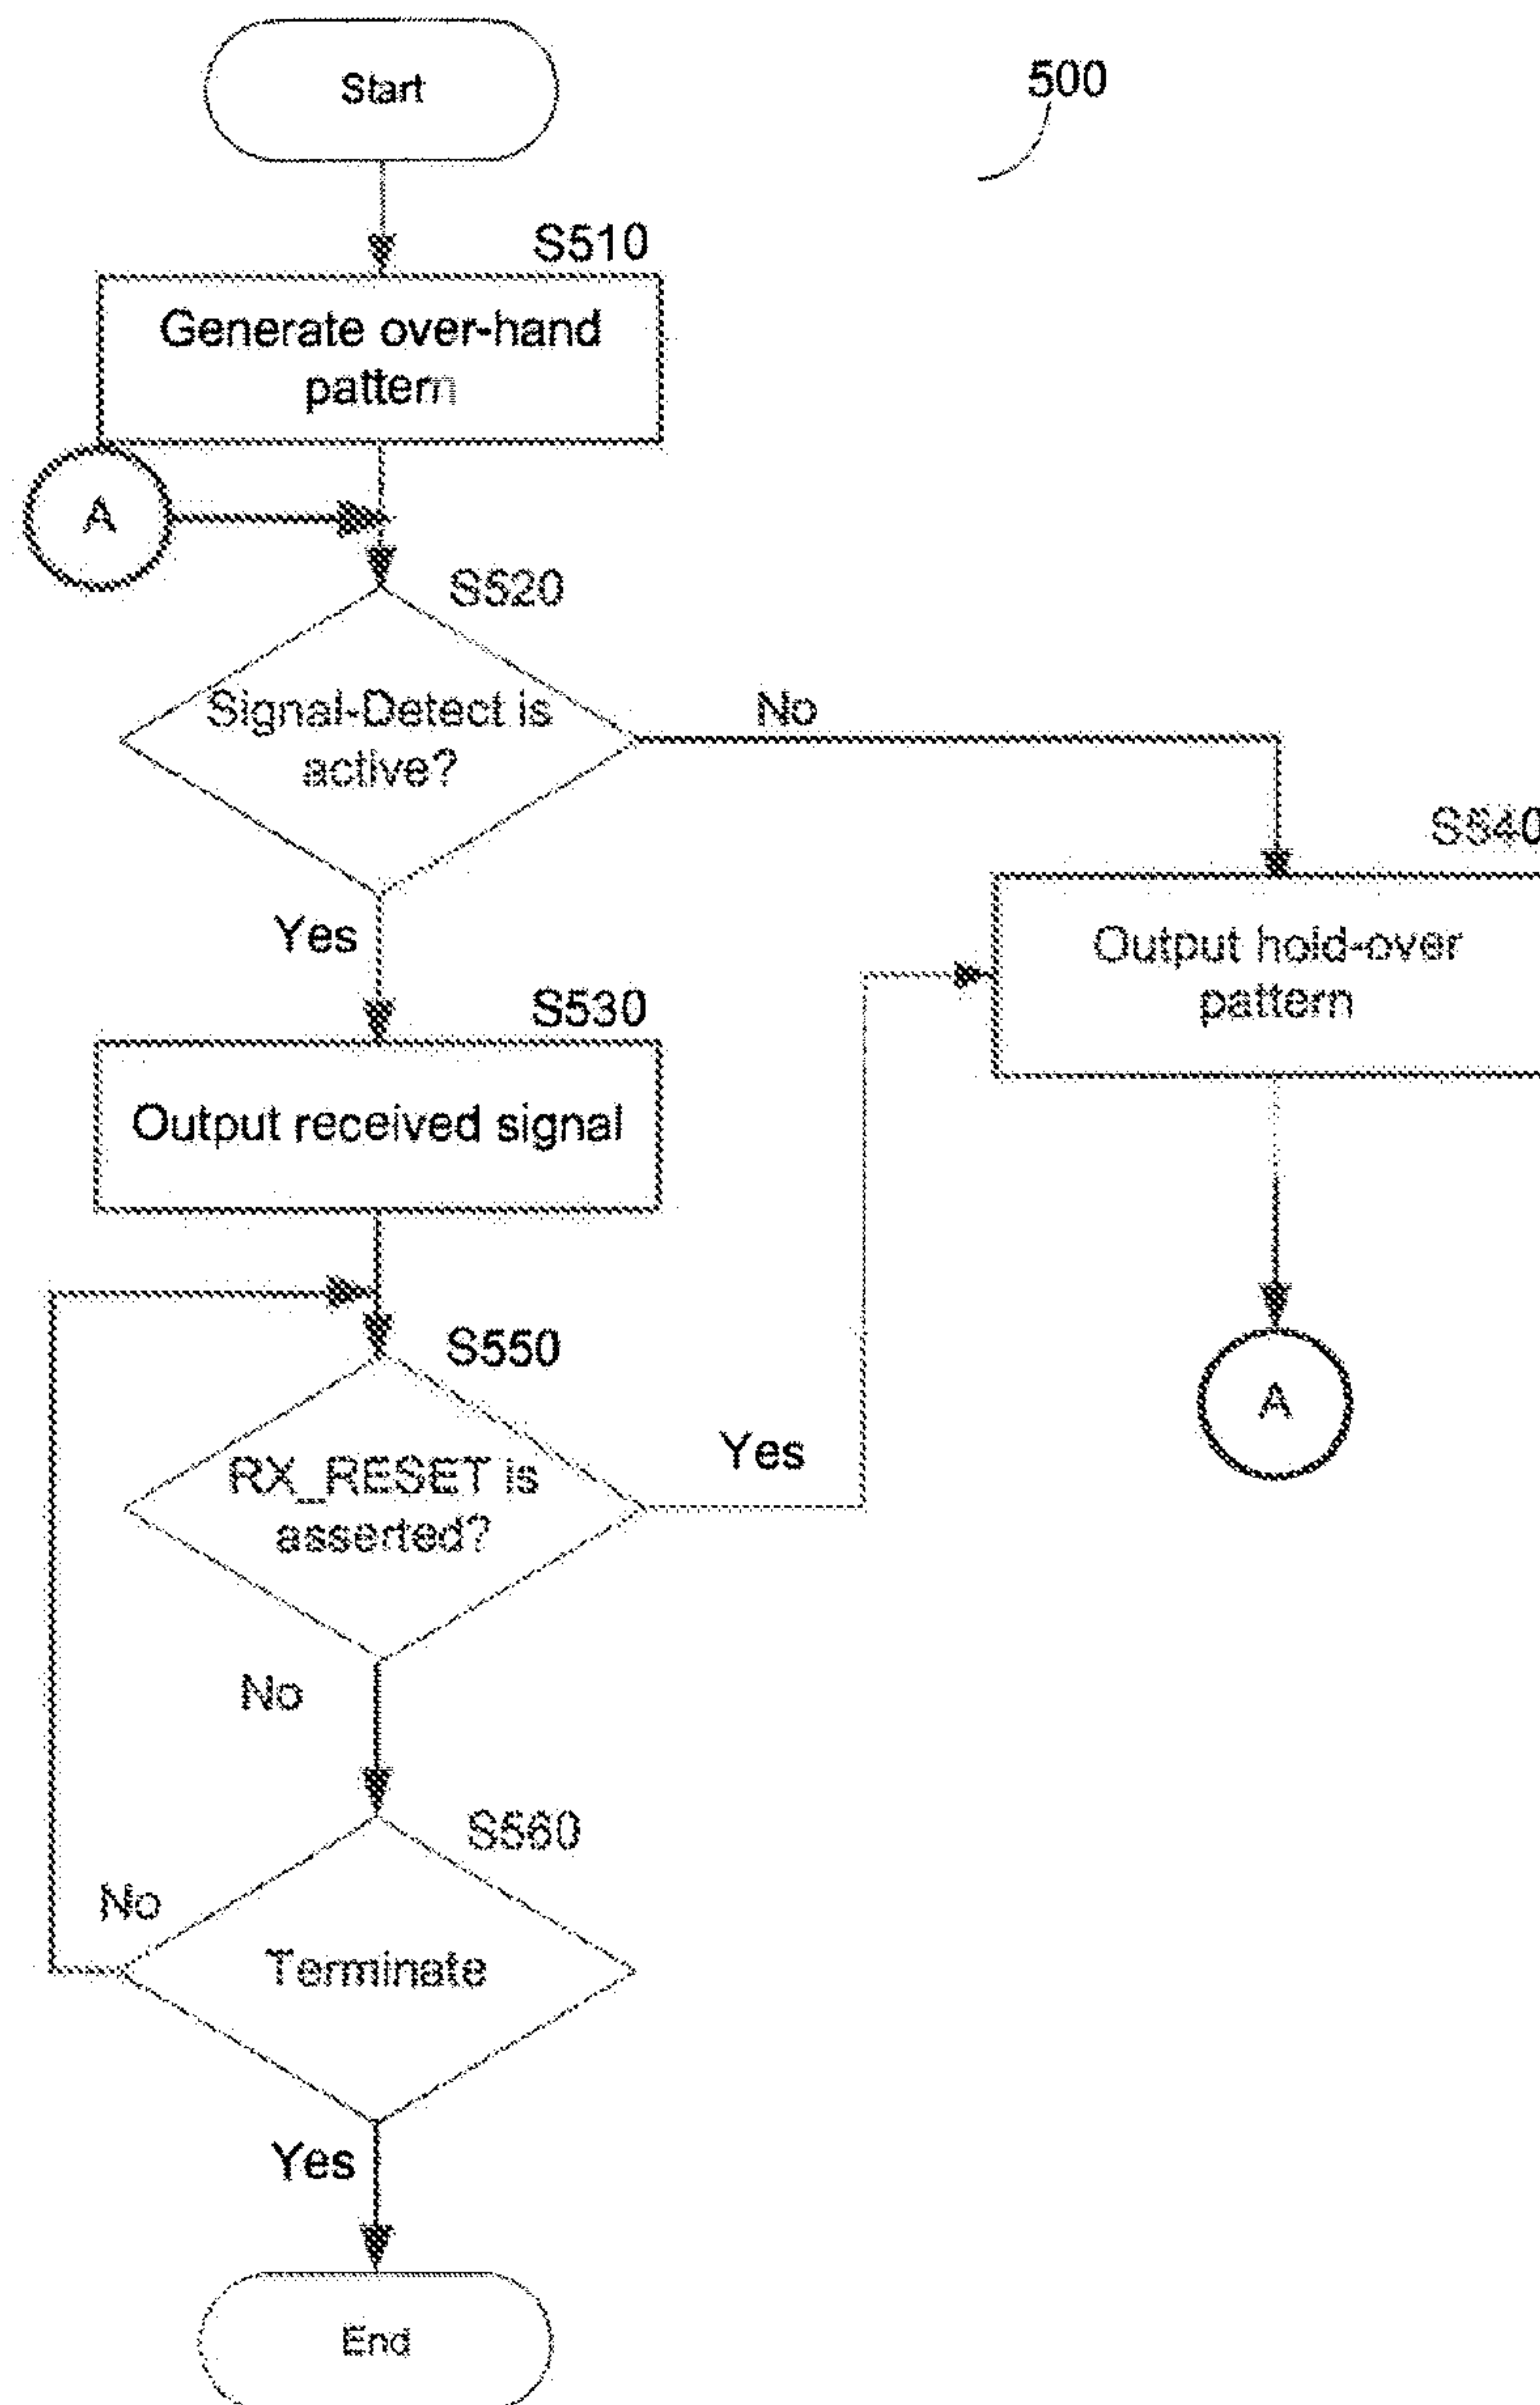 Start
500
S510
Generate over-hand
pattern
A
S520
Signal-Detect is
active?
No
Yes
S540
Output hold-over
pattern
S530
Output received signal
A
S550
RX_RESET is
asserted?
Yes
No
S560
No
Terminate
Yes
End